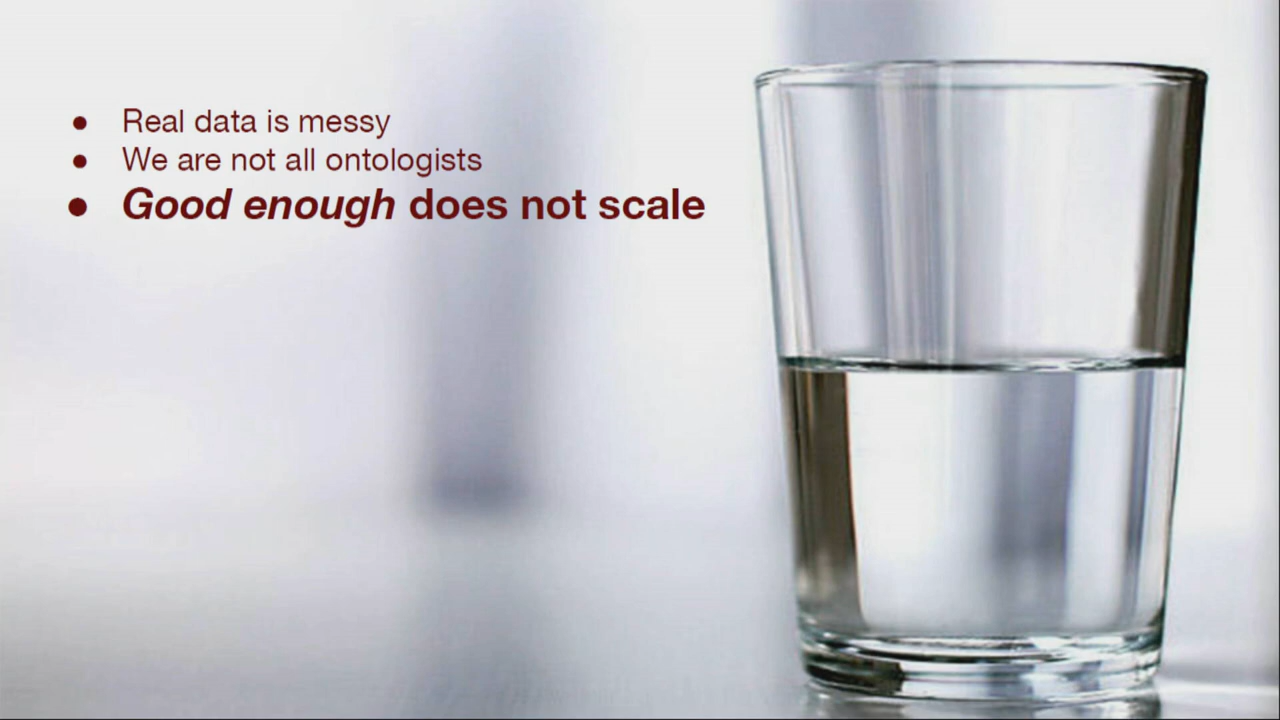 ● Real data is messy
● We are not all ontologists
● Good enough does not scale